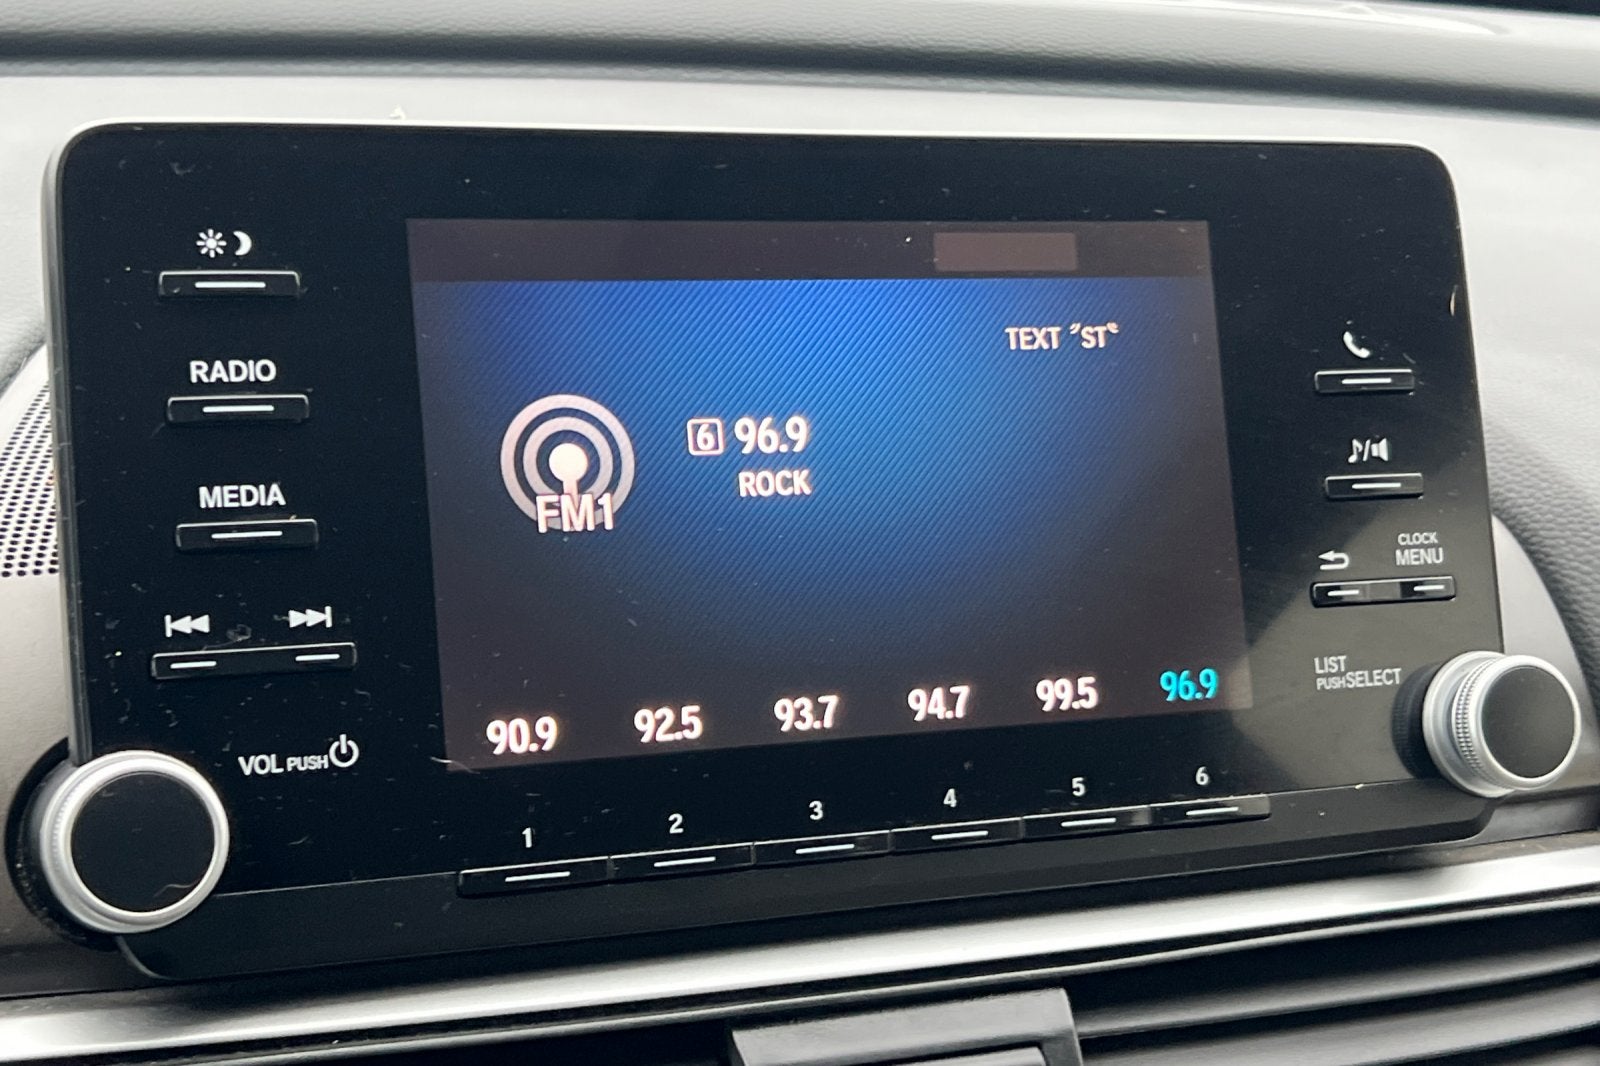 RADIO
MEDIA
VOL PUSH
TEXT "ST"
6 96.9
ROCK
FM1
90.9 92.5 93.7 94.7 99.5 96.9
1 2 3 4 5 6
CLOCK
MENU
LIST
PUSH SELECT